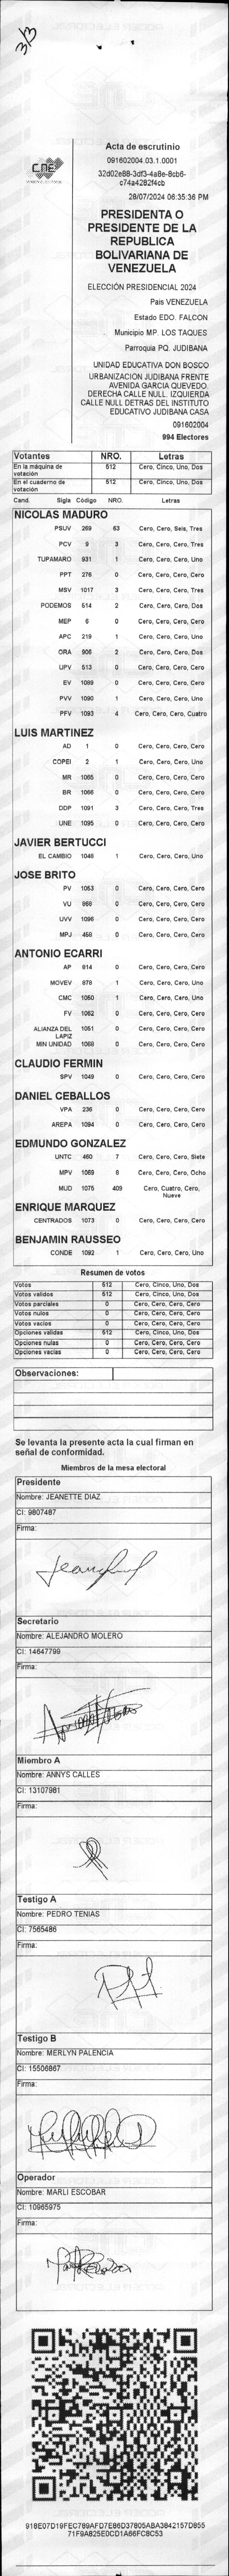 CNE
Acta de escrutinio
091602004.03.1.0001
32d02e88-3df3-4a8e-8cb6-
c74a4282f4cb
28/07/2024 06:35:36 PM
PRESIDENTA O
PRESIDENTE DE LA
REPUBLICA
BOLIVARIANA DE
VENEZUELA
ELECCIÓN PRESIDENCIAL 2024
Pais VENEZUELA
Estado EDO. FALCON
Municipio MP. LOS TAQUES
Parroquia PQ. JUDIBANA
UNIDAD EDUCATIVA DON BOSCO
URBANIZACION JUDIBANA FRENTE
AVENIDA GARCIA QUEVEDO.
DERECHA CALLE NULL. IZQUIERDA
CALLE NULL DETRAS DEL INSTITUTO
EDUCATIVO JUDIBANA CASA
091602004
994 Electores
Votantes NRO. Letras
En la máquina de votación 512 Cero, Cinco, Uno, Dos
En el cuaderno de votación 512 Cero, Cinco, Uno, Dos
Cand. Sigla Código NRO. Letras
NICOLAS MADURO
PSUV 269 63 Cero, Cero, Seis, Tres
PCV 9 3 Cero, Cero, Cero, Tres
TUPAMARO 931 1 Cero, Cero, Cero, Uno
PPT 276 0 Cero, Cero, Cero, Cero
MSV 1017 3 Cero, Cero, Cero, Tres
PODEMOS 514 2 Cero, Cero, Cero, Dos
MEP 6 0 Cero, Cero, Cero, Cero
APC 219 1 Cero, Cero, Cero, Uno
ORA 906 2 Cero, Cero, Cero, Dos
UPV 513 0 Cero, Cero, Cero, Cero
EV 1089 0 Cero, Cero, Cero, Cero
PVV 1090 1 Cero, Cero, Cero, Uno
PFV 1093 4 Cero, Cero, Cero, Cuatro
LUIS MARTINEZ
AD 1 0 Cero, Cero, Cero, Cero
COPEI 2 1 Cero, Cero, Cero, Uno
MR 1065 0 Cero, Cero, Cero, Cero
BR 1066 0 Cero, Cero, Cero, Cero
DDP 1091 3 Cero, Cero, Cero, Tres
UNE 1095 0 Cero, Cero, Cero, Cero
JAVIER BERTUCCI
EL CAMBIO 1048 1 Cero, Cero, Cero, Uno
JOSE BRITO
PV 1053 0 Cero, Cero, Cero, Cero
VU 868 0 Cero, Cero, Cero, Cero
UVV 1096 0 Cero, Cero, Cero, Cero
MPJ 458 0 Cero, Cero, Cero, Cero
ANTONIO ECARRI
AP 814 0 Cero, Cero, Cero, Cero
MOVEV 878 1 Cero, Cero, Cero, Uno
CMC 1050 1 Cero, Cero, Cero, Uno
FV 1062 0 Cero, Cero, Cero, Cero
ALIANZA DEL LAPIZ 1051 0 Cero, Cero, Cero, Cero
MIN UNIDAD 1068 0 Cero, Cero, Cero, Cero
CLAUDIO FERMIN
SPV 1049 0 Cero, Cero, Cero, Cero
DANIEL CEBALLOS
VPA 236 0 Cero, Cero, Cero, Cero
AREPA 1094 0 Cero, Cero, Cero, Cero
EDMUNDO GONZALEZ
UNTC 460 7 Cero, Cero, Cero, Siete
MPV 1069 8 Cero, Cero, Cero, Ocho
MUD 1075 409 Cero, Cuatro, Cero,
Nueve
ENRIQUE MARQUEZ
CENTRADOS 1073 0 Cero, Cero, Cero, Cero
BENJAMIN RAUSSEO
CONDE 1092 1 Cero, Cero, Cero, Uno
Resumen de votos
Votos 512 Cero, Cinco, Uno, Dos
Votos validos 512 Cero, Cinco, Uno, Dos
Votos parciales 0 Cero, Cero, Cero, Cero
Votos nulos 0 Cero, Cero, Cero, Cero
Votos vacios 0 Cero, Cero, Cero, Cero
Opciones validas 512 Cero, Cinco, Uno, Dos
Opciones nulas 0 Cero, Cero, Cero, Cero
Opciones vacias 0 Cero, Cero, Cero, Cero
Observaciones:
Se levanta la presente acta la cual firman en
señal de conformidad.
Miembros de la mesa electoral
Presidente
Nombre: JEANETTE DIAZ
CI: 9807487
Firma:
Secretario
Nombre: ALEJANDRO MOLERO
CI: 14647799
Firma:
Miembro A
Nombre: ANNYS CALLES
CI: 13107981
Firma:
Testigo A
Nombre: PEDRO TENIAS
CI: 7565486
Firma:
Testigo B
Nombre: MERLYN PALENCIA
CI: 15506867
Firma:
Operador
Nombre: MARLI ESCOBAR
CI: 10965975
Firma:
918E07D19FEC789AFD7E86D37805ABA3842157D855
71F9A825E0CD1A66FC8C53